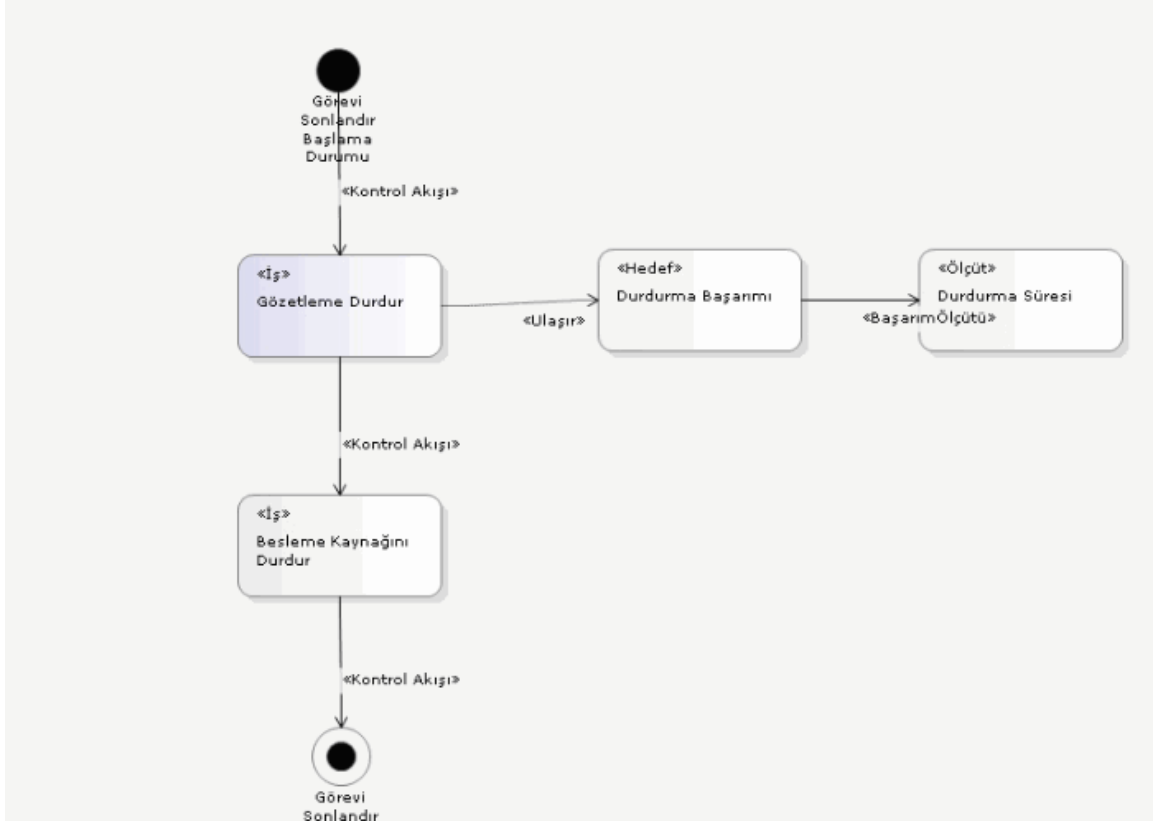 Görevi
Sonlandır
Başlama
Durumu
«Kontrol Akışı»
«İş»
Gözetleme Durdur
«Ulaşır»
«Hedef»
Durdurma Başarımı
«BaşarımÖlçütü»
«Ölçüt»
Durdurma Süresi
«Kontrol Akışı»
«İş»
Besleme Kaynağını
Durdur
«Kontrol Akışı»
Görevi
Sonlandır